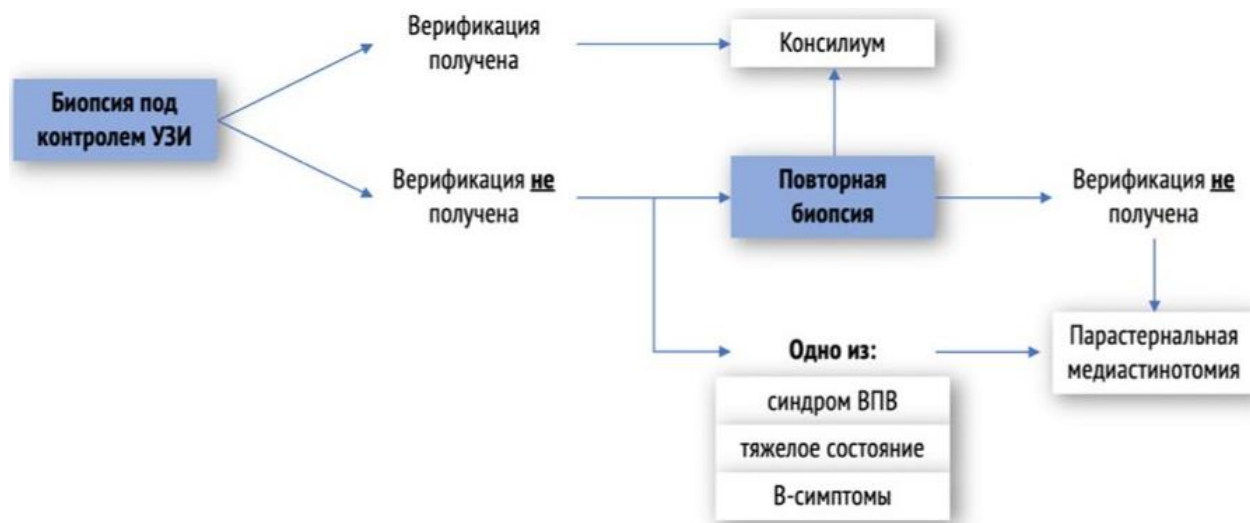 Биопсия под
контролем УЗИ
Верификация
получена
Консилиум
Верификация не
получена
Повторная
биопсия
Верификация не
получена
Одно из:
синдром ВПВ
тяжелое состояние
В-симптомы
Парастернальная
медиастинотомия